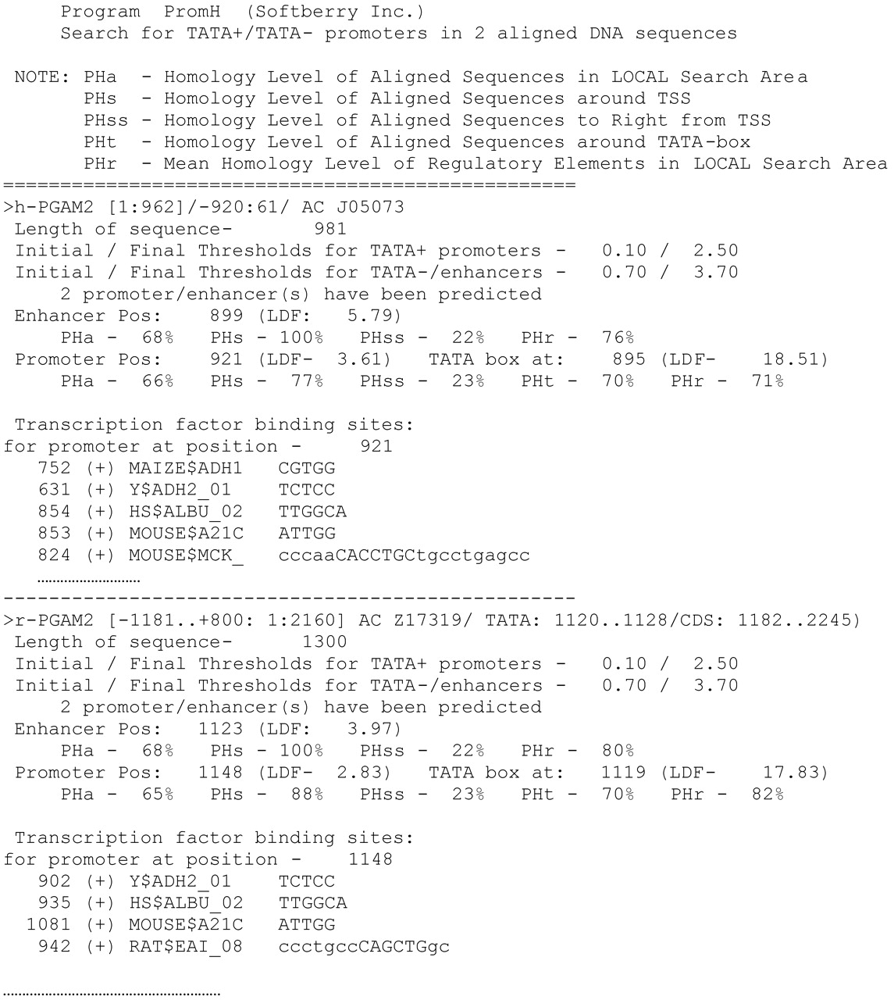 Program PromH (Softberry Inc.)
Search for TATA+/TATA- promoters in 2 aligned DNA sequences
NOTE: PHa - Homology Level of Aligned Sequences in LOCAL Search Area
PHs - Homology Level of Aligned Sequences around TSS
PHss - Homology Level of Aligned Sequences to Right from TSS
PHt - Homology Level of Aligned Sequences around TATA-box
PHr - Mean Homology Level of Regulatory Elements in LOCAL Search Area
==================================================
>h-PGAM2 [1:962]/-920:61/ AC J05073
Length of sequence- 981
Initial / Final Thresholds for TATA+ promoters - 0.10 / 2.50
Initial / Final Thresholds for TATA-/enhancers - 0.70 / 3.70
2 promoter/enhancer(s) have been predicted
Enhancer Pos: 899 (LDF: 5.79)
PHa - 68% PHs - 100% PHss - 22% PHr - 76%
Promoter Pos: 921 (LDF- 3.61) TATA box at: 895 (LDF- 18.51)
PHa - 66% PHs - 77% PHss - 23% PHt - 70% PHr - 71%
Transcription factor binding sites:
for promoter at position - 921
752 (+) MAIZE$ADH1 CGTGG
631 (+) Y$ADH2_01 TCTCC
854 (+) HS$ALBU_02 TTGGCA
853 (+) MOUSE$A21C ATTGG
824 (+) MOUSE$MCK_ cccaaCACCTGCtgcctgagcc
...........................
--------------------------------------------------
>r-PGAM2 [-1181..+800: 1:2160] AC Z17319/ TATA: 1120..1128/CDS: 1182..2245)
Length of sequence- 1300
Initial / Final Thresholds for TATA+ promoters - 0.10 / 2.50
Initial / Final Thresholds for TATA-/enhancers - 0.70 / 3.70
2 promoter/enhancer(s) have been predicted
Enhancer Pos: 1123 (LDF: 3.97)
PHa - 68% PHs - 100% PHss - 22% PHr - 80%
Promoter Pos: 1148 (LDF- 2.83) TATA box at: 1119 (LDF- 17.83)
PHa - 65% PHs - 88% PHss - 23% PHt - 70% PHr - 82%
Transcription factor binding sites:
for promoter at position - 1148
902 (+) Y$ADH2_01 TCTCC
935 (+) HS$ALBU_02 TTGGCA
1081 (+) MOUSE$A21C ATTGG
942 (+) RAT$EAI_08 ccctgccCAGCTGgc
.........................................................